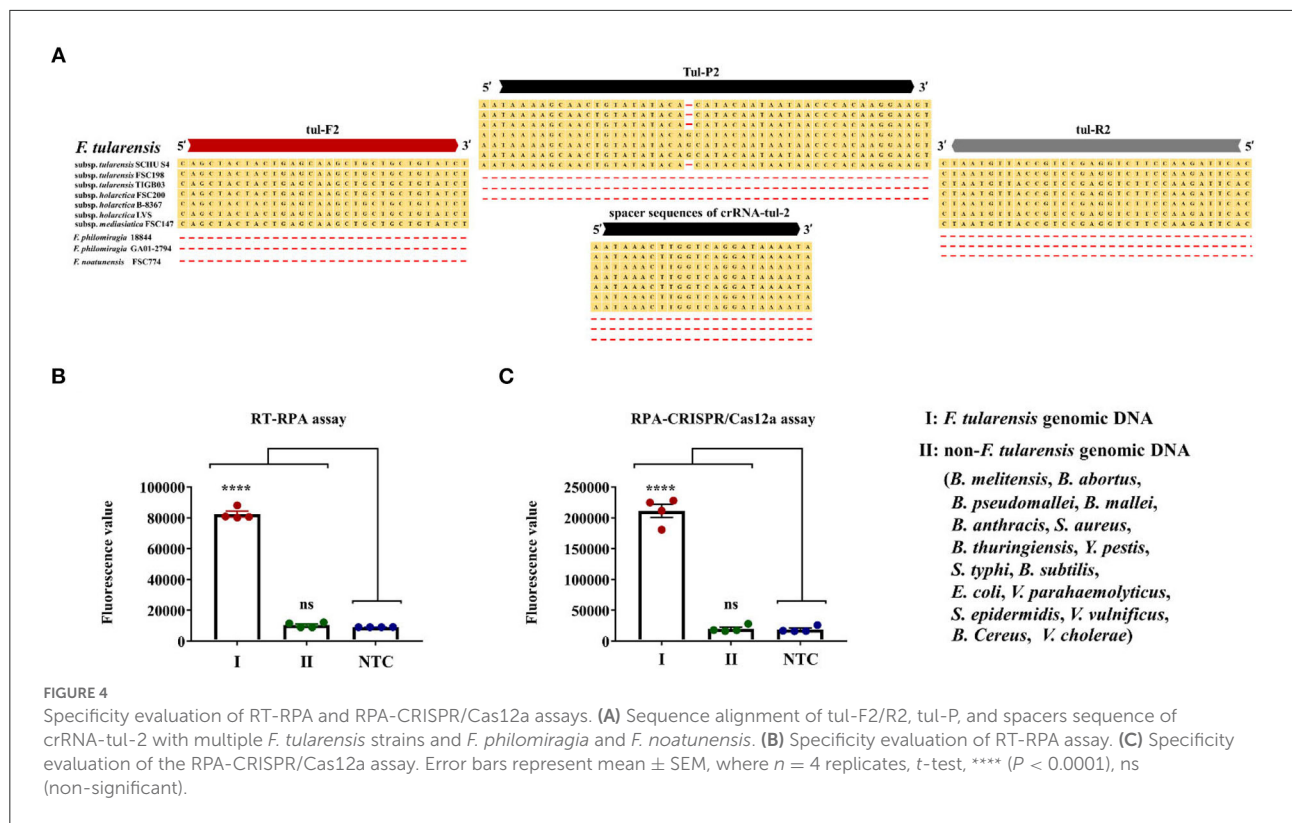 A
5' Tul-P2 3'
A A T A A A A G C A A C T G T A T A T A C A – C A T A C A A T A A T A A C C C A C A A G G A A G T
A A T A A A A G C A A C T G T A T A T A C A – C A T A C A A T A A T A A C C C A C A A G G A A G T
A A T A A A A G C A A C T G T A T A T A C A – C A T A C A A T A A T A A C C C A C A A G G A A G T
A A T A A A A G C A A C T G T A T A T A C A G C A T A C A A T A A T A A C C C A C A A G G A A G T
A A T A A A A G C A A C T G T A T A T A C A G C A T A C A A T A A T A A C C C A C A A G G A A G T
A A T A A A A G C A A C T G T A T A T A C A – C A T A C A A T A A T A A C C C A C A A G G A A G T
F. tularensis
5' tul-F2 3'
subsp. tularensis SCHU S4 C A G C T A C T A C T G A G C A A G C T G C T G C T G T A T C T
subsp. tularensis FSC198 C A G C T A C T A C T G A G C A A G C T G C T G C T G T A T C T
subsp. tularensis TIGB03 C A G C T A C T A C T G A G C A A G C T G C T G C T G T A T C T
subsp. holarctica FSC200 C A G C T A C T A C T G A G C A A G C T G C T G C T G T A T C T
subsp. holarctica B-8367 C A G C T A C T A C T G A G C A A G C T G C T G C T G T A T C T
subsp. holarctica LVS C A G C T A C T A C T G A G C A A G C T G C T G C T G T A T C T
subsp. mediasiatica FSC147 C A G C T A C T A C T G A G C A A G C T G C T G C T G T A T C T
F. philomiragia 18844
F. philomiragia GA01-2794
F. noatunensis FSC774
spacer sequences of crRNA-tul-2
5' 3'
A A T A A A C T T G G T C A G G A T A A A A T A
A A T A A A C T T G G T C A G G A T A A A A T A
A A T A A A C T T G G T C A G G A T A A A A T A
A A T A A A C T T G G T C A G G A T A A A A T A
A A T A A A C T T G G T C A G G A T A A A A T A
A A T A A A C T T G G T C A G G A T A A A A T A
3' tul-R2 5'
C T A A T G T T A C C G T C C G A G G T C T T C C A A G A T T C A C
C T A A T G T T A C C G T C C G A G G T C T T C C A A G A T T C A C
C T A A T G T T A C C G T C C G A G G T C T T C C A A G A T T C A C
C T A A T G T T A C C G T C C G A G G T C T T C C A A G A T T C A C
C T A A T G T T A C C G T C C G A G G T C T T C C A A G A T T C A C
C T A A T G T T A C C G T C C G A G G T C T T C C A A G A T T C A C
B
RT-RPA assay
Fluorescence value
100000
80000
60000
40000
20000
0
****
ns
I II NTC
C
RPA-CRISPR/Cas12a assay
Fluorescence value
250000
200000
150000
100000
50000
0
****
ns
I II NTC
I: F. tularensis genomic DNA
II: non-F. tularensis genomic DNA
(B. melitensis, B. abortus,
B. pseudomallei, B. mallei,
B. anthracis, S. aureus,
B. thuringiensis, Y. pestis,
S. typhi, B. subtilis,
E. coli, V. parahaemolyticus,
S. epidermidis, V. vulnificus,
B. Cereus, V. cholerae)
FIGURE 4
Specificity evaluation of RT-RPA and RPA-CRISPR/Cas12a assays. (A) Sequence alignment of tul-F2/R2, tul-P, and spacers sequence of
crRNA-tul-2 with multiple F. tularensis strains and F. philomiragia and F. noatunensis. (B) Specificity evaluation of RT-RPA assay. (C) Specificity
evaluation of the RPA-CRISPR/Cas12a assay. Error bars represent mean ± SEM, where n = 4 replicates, t-test, **** (P < 0.0001), ns
(non-significant).